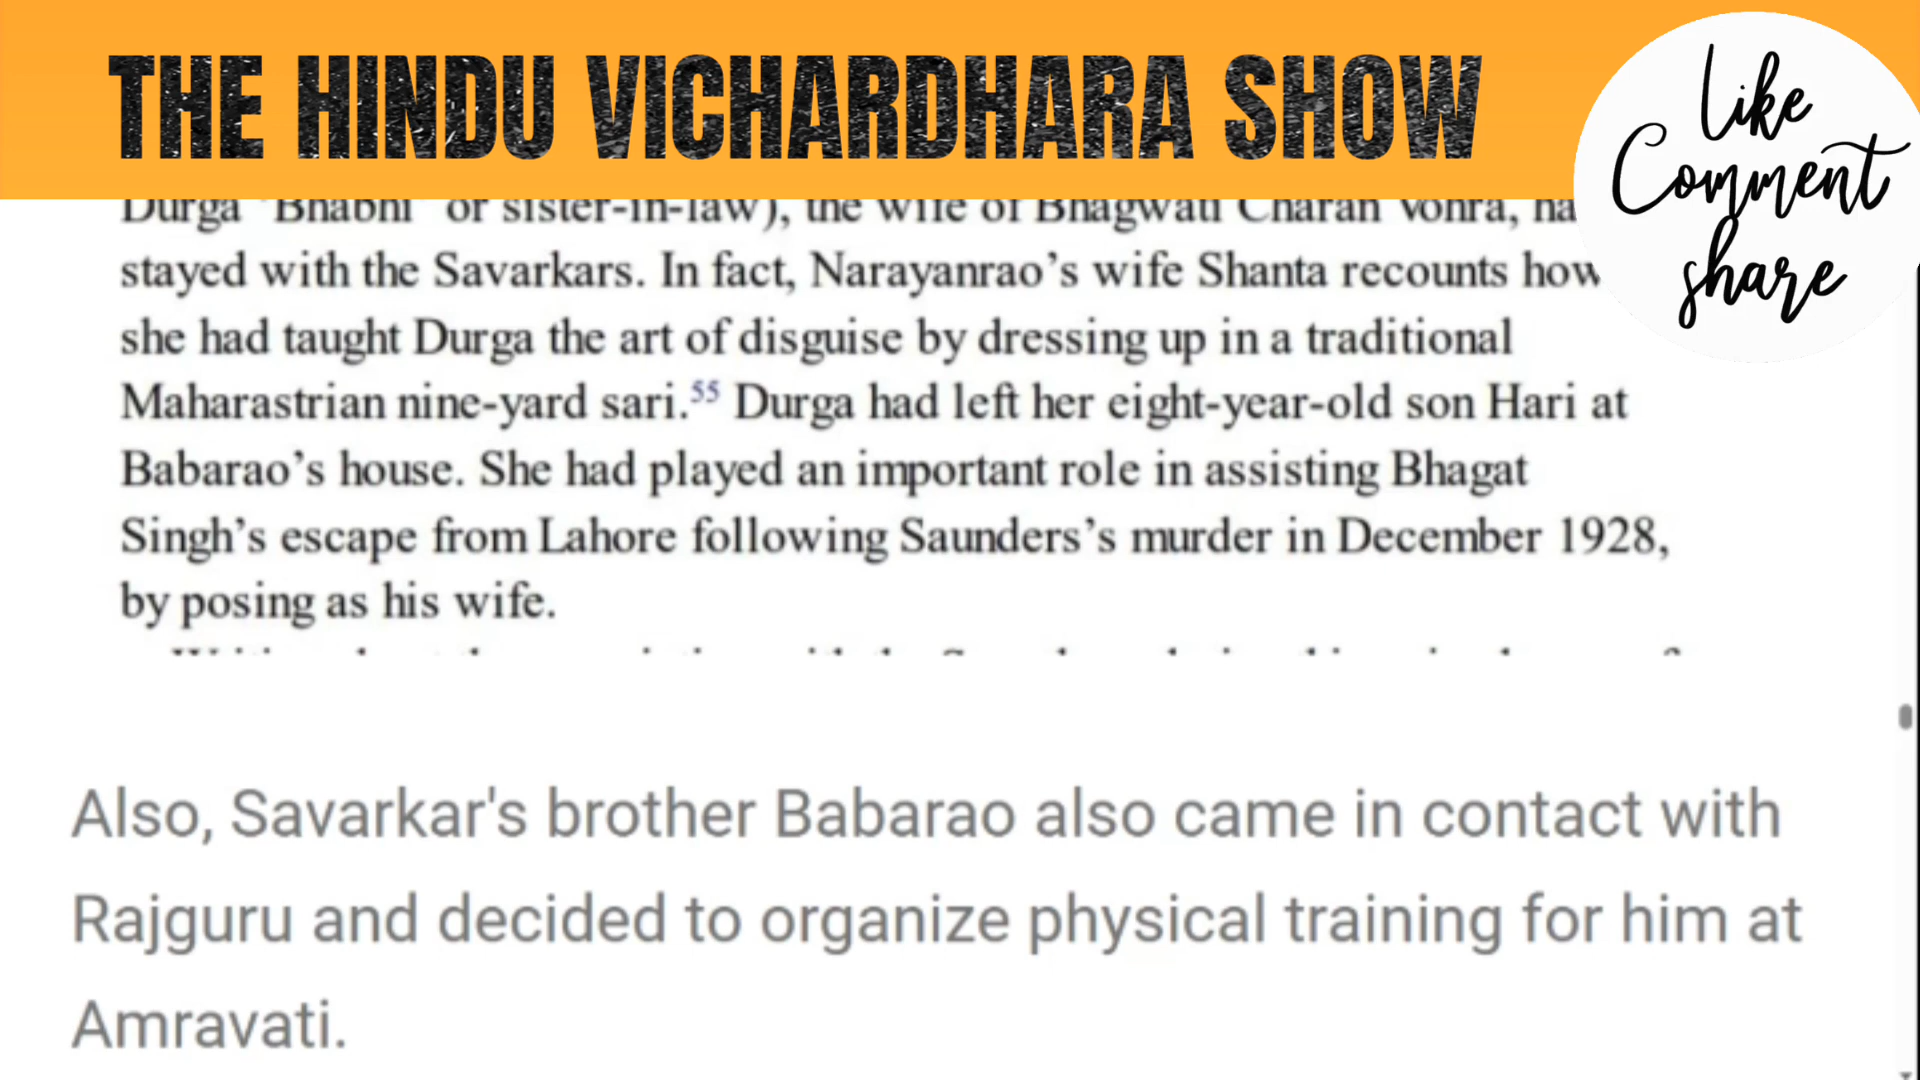 THE HINDU VICHARDHARA SHOW
Like
Comment
share
Durga "Bhabhi" or sister-in-law), the wife of Bhagwati Charan Vohra,
stayed with the Savarkars. In fact, Narayanrao's wife Shanta recounts how
she had taught Durga the art of disguise by dressing up in a traditional
Maharastrian nine-yard sari.55 Durga had left her eight-year-old son Hari at
Babarao's house. She had played an important role in assisting Bhagat
Singh's escape from Lahore following Saunders's murder in December 1928,
by posing as his wife.
Also, Savarkar's brother Babarao also came in contact with
Rajguru and decided to organize physical training for him at
Amravati.